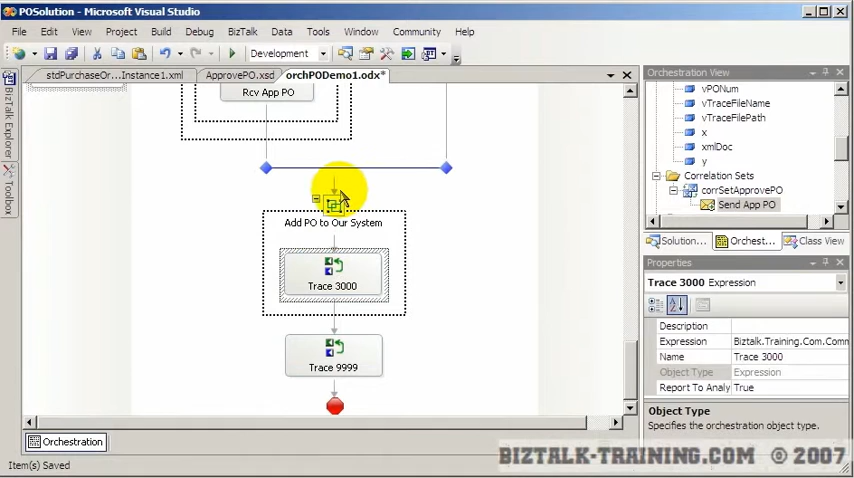 POSolution - Microsoft Visual Studio
File Edit View Project Build Debug BizTalk Data Tools Window Community Help
Development
stdPurchaseOr...Instance1.xml ApprovePO.xsd orchPODemo1.odx*
BizTalk Explorer
Toolbox
Rcv App PO
Add PO to Our System
Trace 3000
Trace 9999
Orchestration
Item(s) Saved
Orchestration View
vPONum
vTraceFileName
vTraceFilePath
x
xmlDoc
y
Correlation Sets
corrSetApprovePO
Send App PO
Solution... Orchest... Class View
Properties
Trace 3000 Expression
Description
Expression Biztalk.Training.Com.Comm
Name Trace 3000
Object Type Expression
Report To Analy True
Object Type
Specifies the orchestration object type.
BIZTALK-TRAINING.COM © 2007